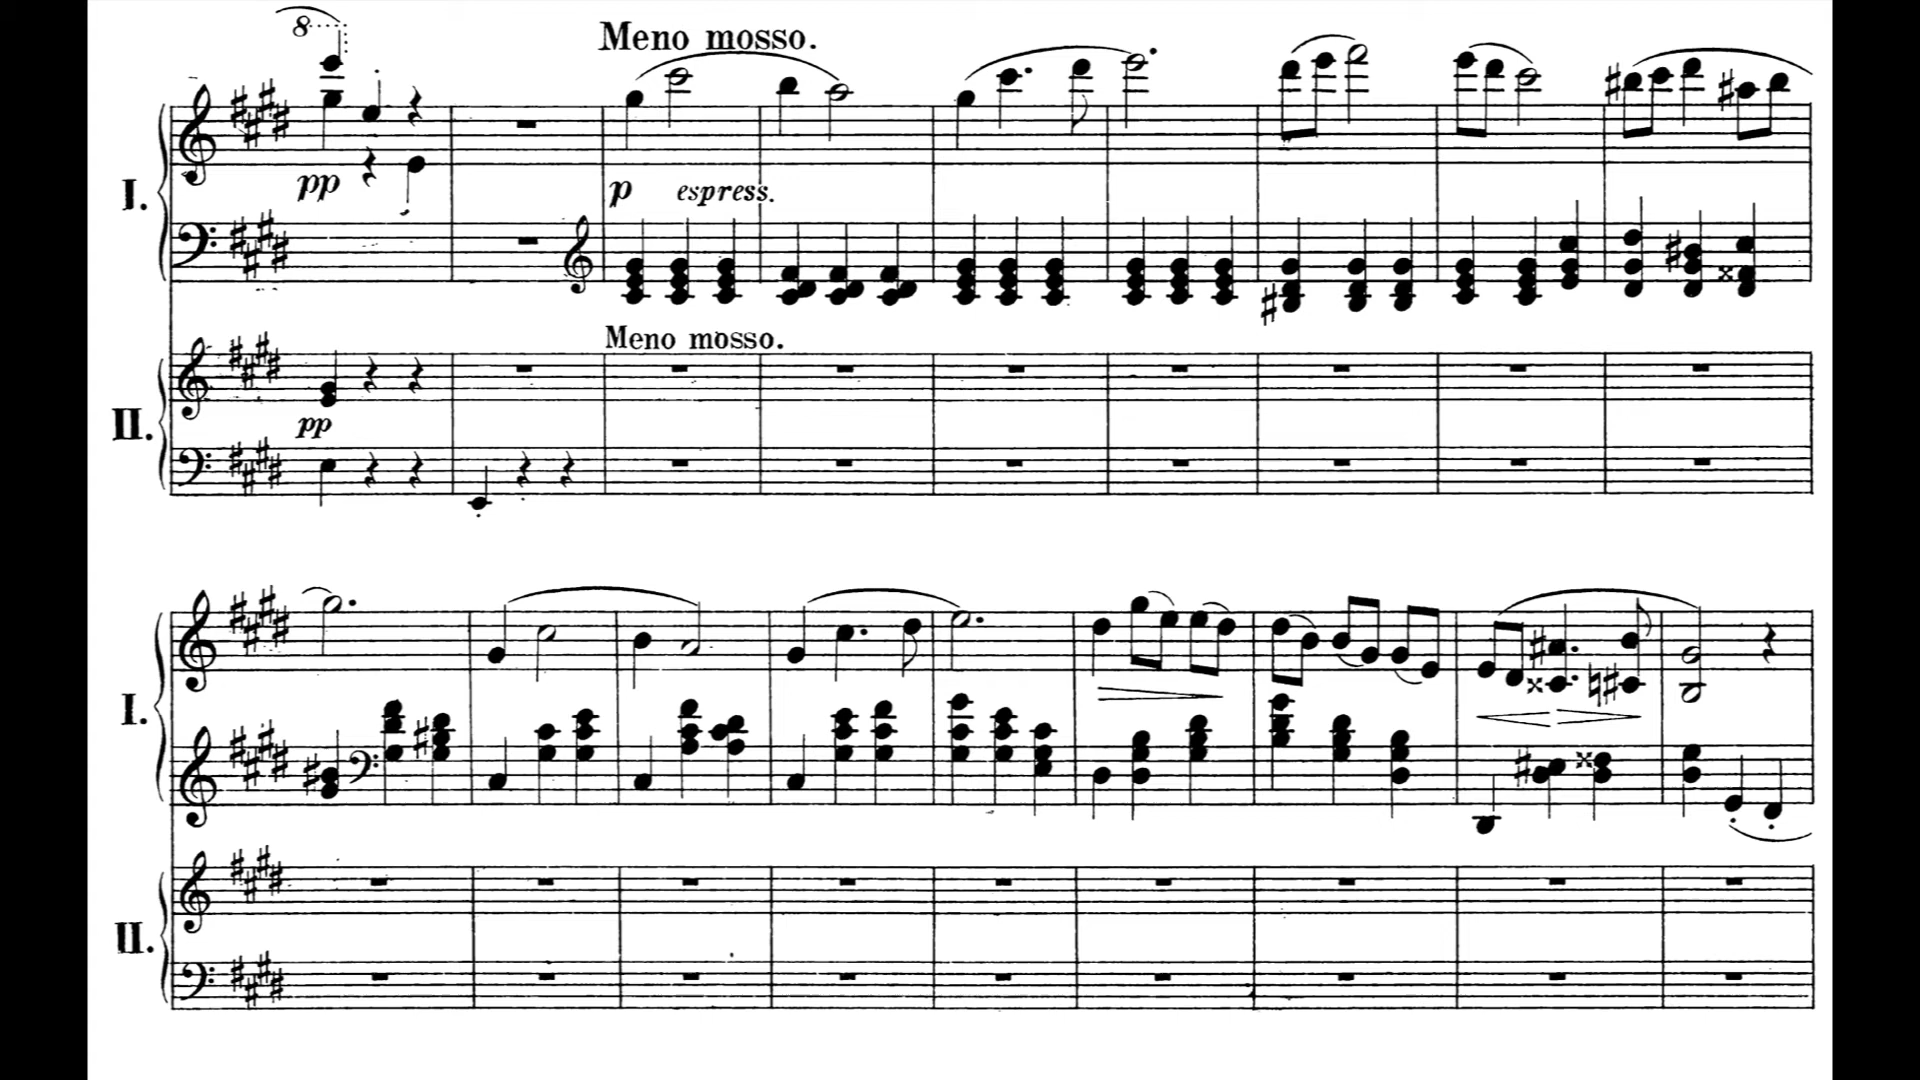 8
Meno mosso.
I.
pp
p espress.
Meno mosso.
II.
pp
I.
II.